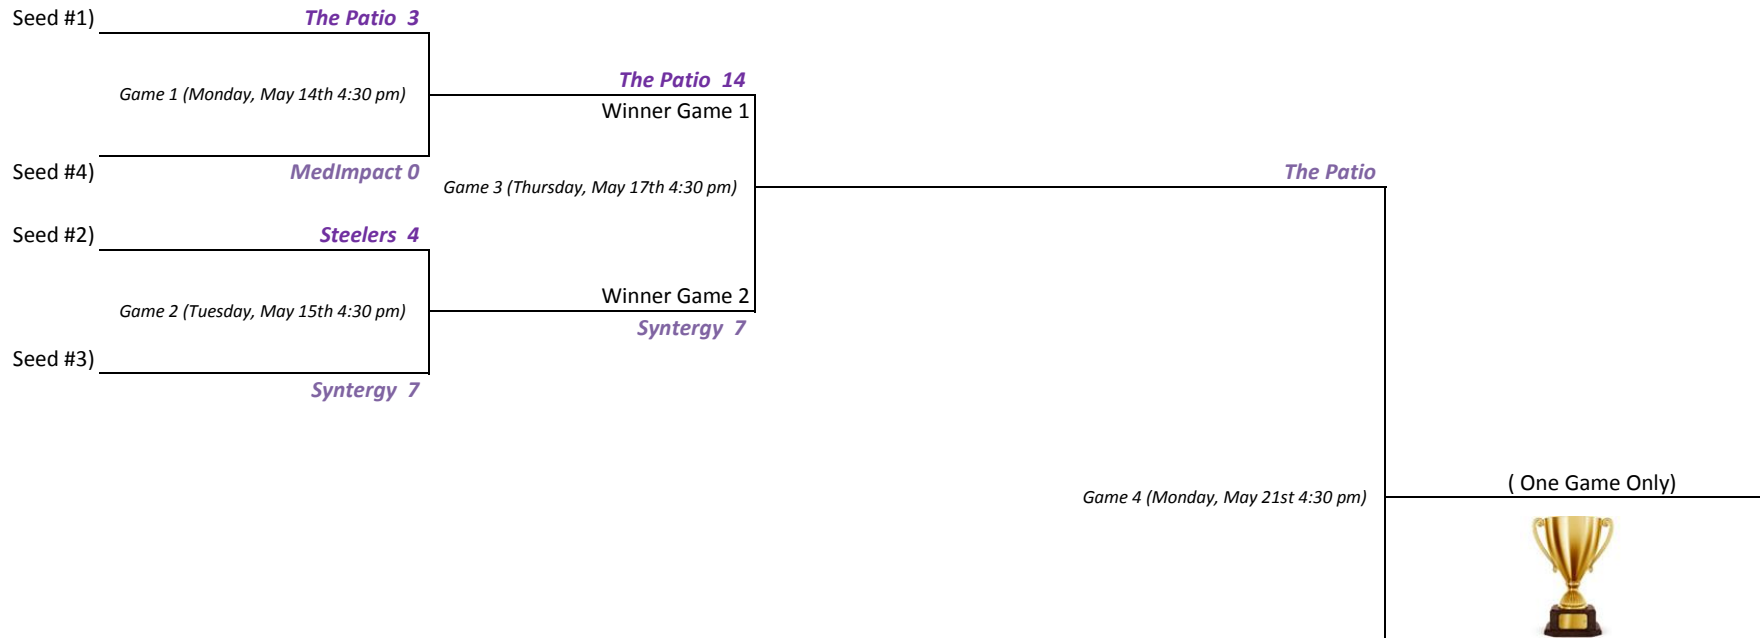 Seed #1) The Patio 3
Game 1 (Monday, May 14th 4:30 pm)
The Patio 14
Winner Game 1
Seed #4) MedImpact 0
Game 3 (Thursday, May 17th 4:30 pm)
The Patio
Seed #2) Steelers 4
Game 2 (Tuesday, May 15th 4:30 pm)
Winner Game 2
Syntergy 7
Seed #3)
Syntergy 7
( One Game Only)
Game 4 (Monday, May 21st 4:30 pm)